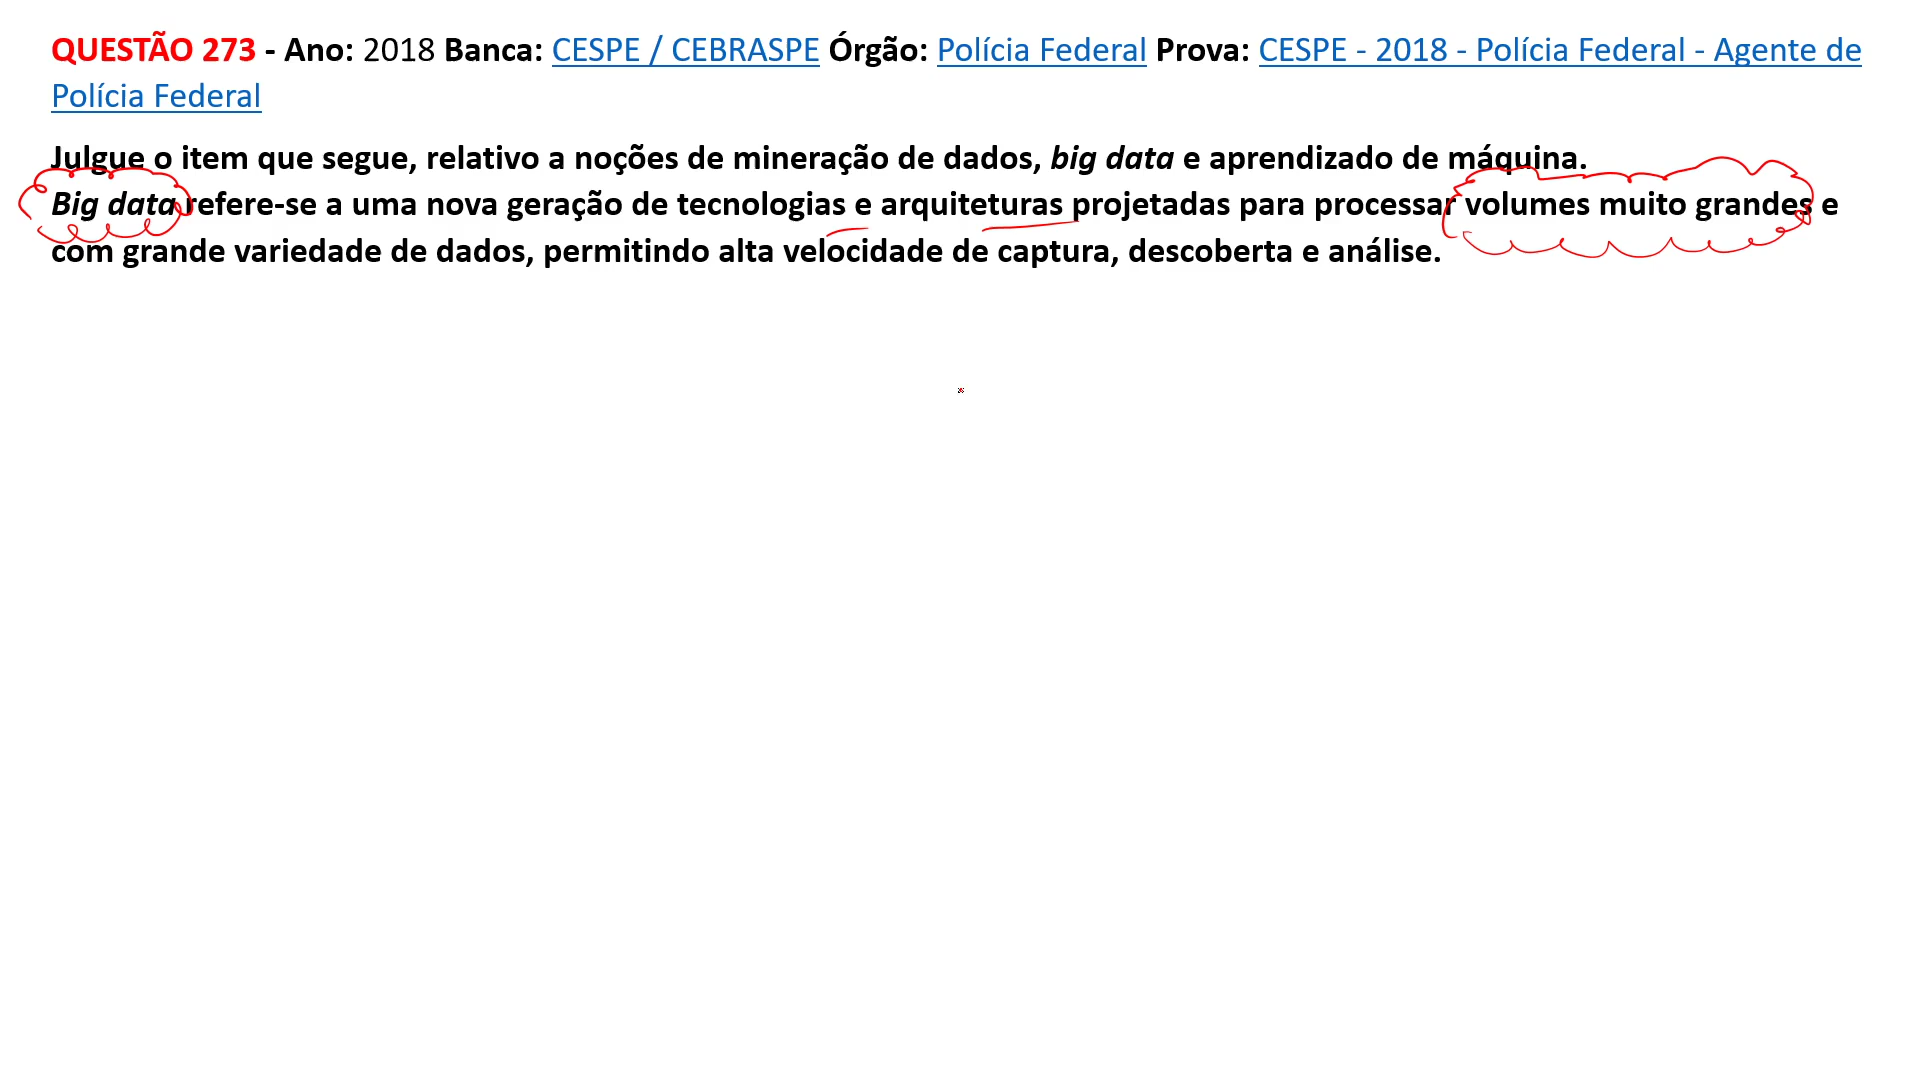 QUESTÃO 273 - Ano: 2018 Banca: CESPE / CEBRASPE Órgão: Polícia Federal Prova: CESPE - 2018 - Polícia Federal - Agente de
Polícia Federal
Julgue o item que segue, relativo a noções de mineração de dados, big data e aprendizado de máquina.
Big data refere-se a uma nova geração de tecnologias e arquiteturas projetadas para processar volumes muito grandes e
com grande variedade de dados, permitindo alta velocidade de captura, descoberta e análise.